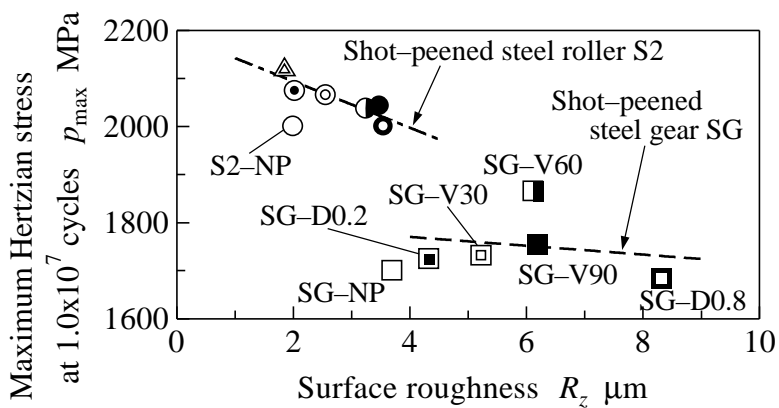 2200
2000
1800
1600
0
2
4
6
8
10
Maximum Hertzian stress
at 1.0x10⁷ cycles pmax MPa
Surface roughness Rz μm
Shot–peened steel roller S2
Shot–peened
steel gear SG
S2–NP
SG–V60
SG–V30
SG–D0.2
SG–NP
SG–V90
SG–D0.8